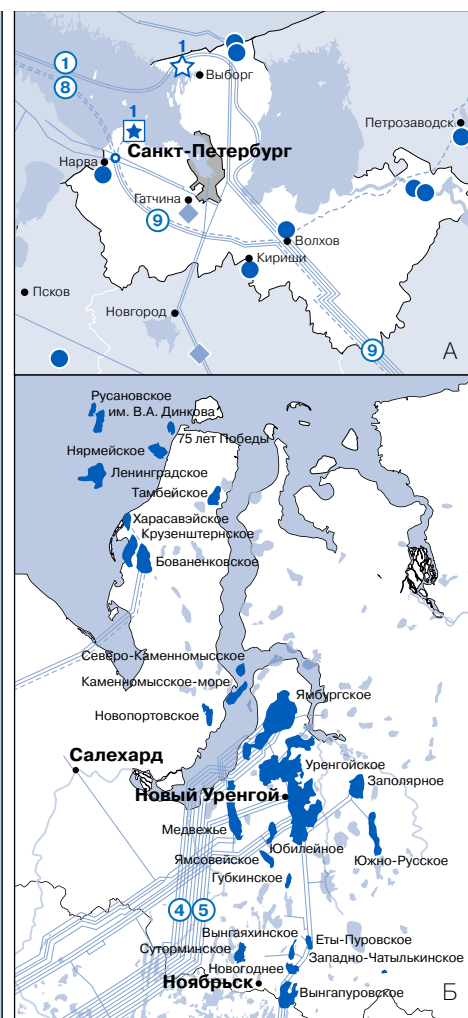 1
1
8
Выборг
1
Петрозаводск
Санкт-Петербург
Нарва
Гатчина
9
Волхов
Кириши
Псков
Новгород
9
А
Русановское
им. В.А. Динкова
75 лет Победы
Нярмейское
Ленинградское
Тамбейское
Харасавэйское
Крузенштернское
Бованенковское
Северо-Каменномысское
Каменномысское-море
Ямбургское
Новопортовское
Салехард
Уренгойское
Заполярное
Новый Уренгой
Медвежье
Юбилейное
Ямсовейское
Южно-Русское
Губкинское
4 5
Вынгаяхинское
Еты-Пуровское
Суторминское
Западно-Чатылькинское
Новогоднее
Ноябрьск
Вынгапуровское
Б